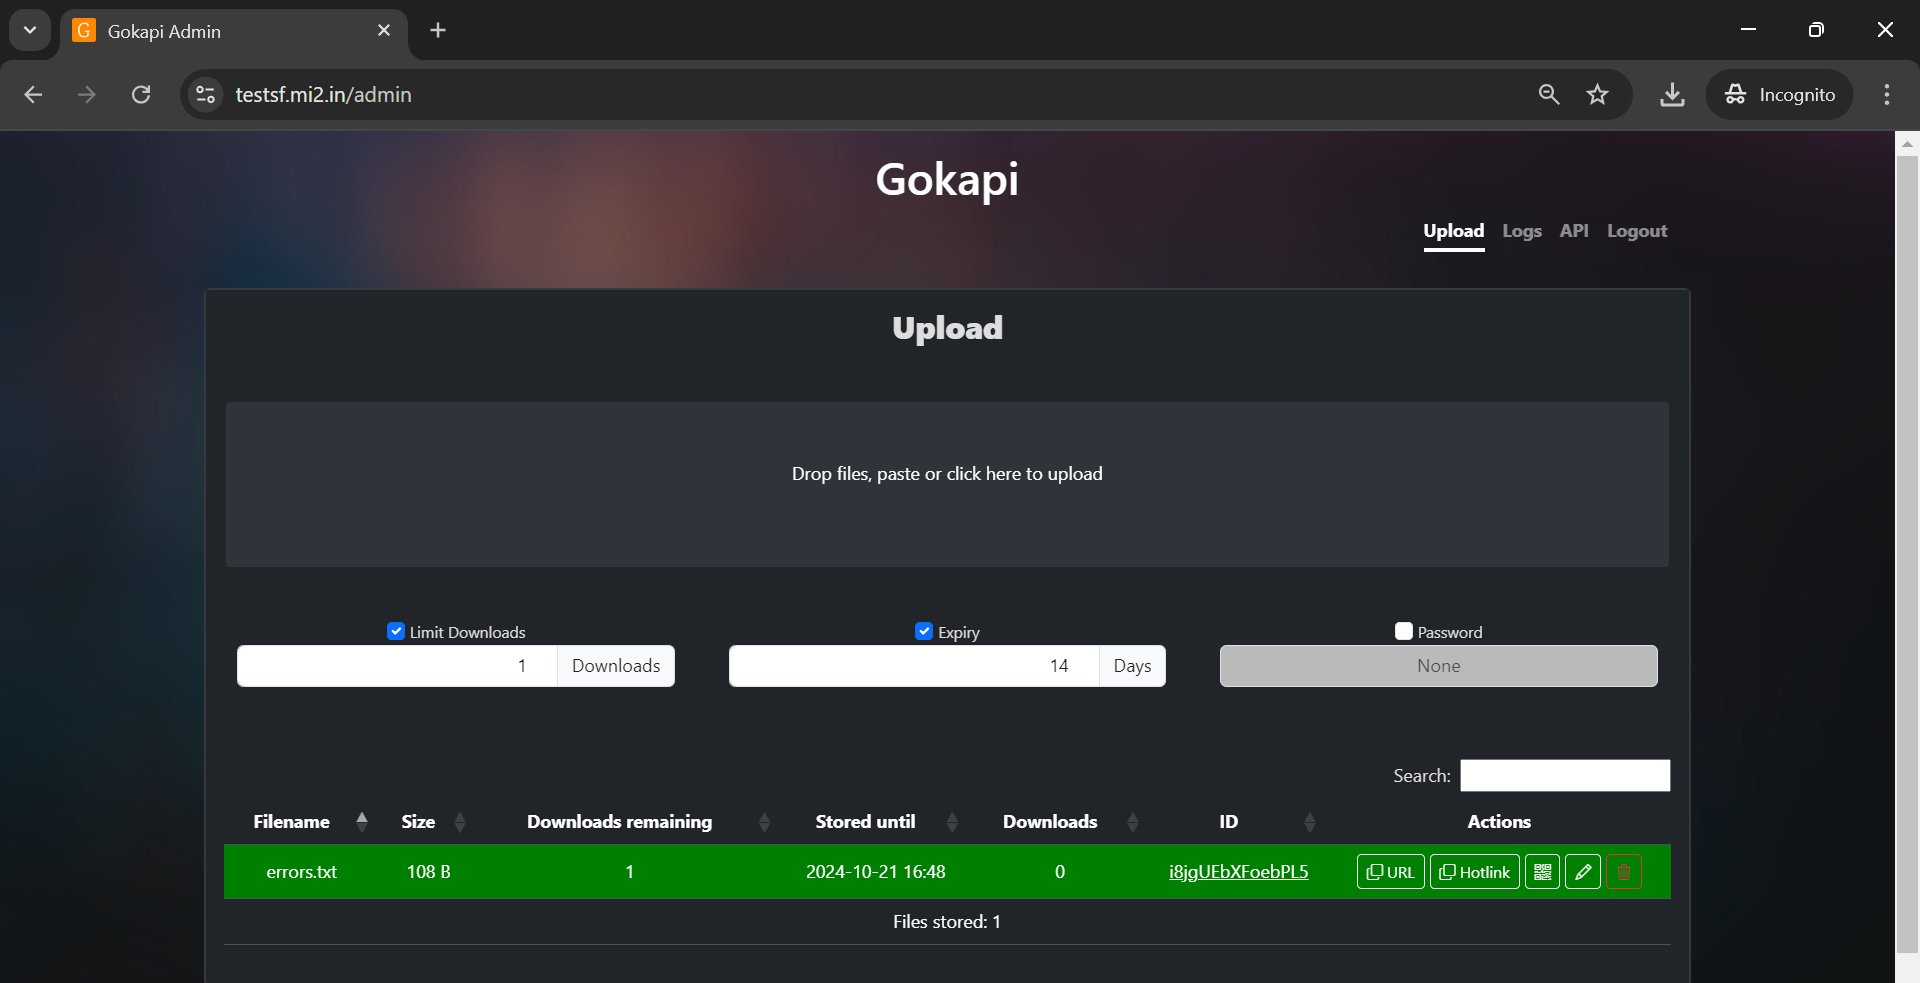 G Gokapi Admin
testsf.mi2.in/admin
Incognito
Gokapi
Upload Logs API Logout
Upload
Drop files, paste or click here to upload
Limit Downloads Expiry Password
1 Downloads 14 Days None
Search:
Filename Size Downloads remaining Stored until Downloads ID Actions
errors.txt 108 B 1 2024-10-21 16:48 0 i8jgUEbXFoebPL5 URL Hotlink
Files stored: 1